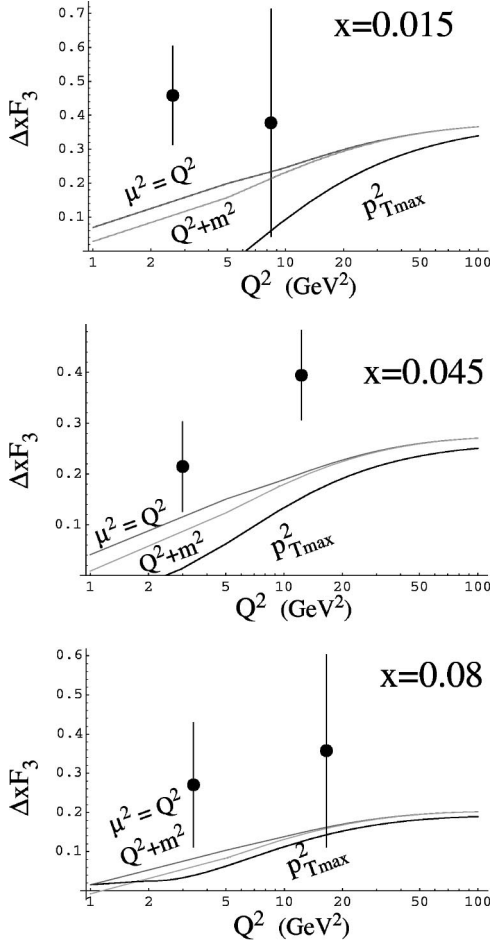 0.7
x=0.015
0.6
0.5
ΔxF₃
0.4
0.3
μ² = Q²
0.2
Q²+m²
p²Tmax
0.1
1 2 5 10 20 50 100
Q² (GeV²)
x=0.045
0.4
ΔxF₃
0.3
0.2
μ² = Q²
0.1
Q²+m²
p²Tmax
1 2 5 10 20 50 100
Q² (GeV²)
0.6
x=0.08
0.5
ΔxF₃
0.4
0.3
μ² = Q²
0.2
Q²+m²
0.1
p²Tmax
1 2 5 10 20 50 100
Q² (GeV²)